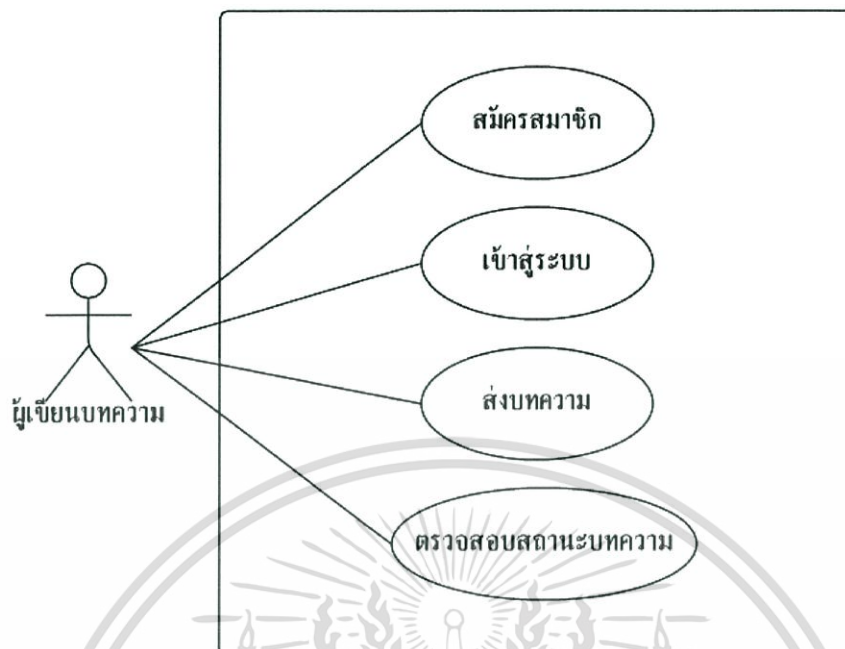 สมัครสมาชิก
เข้าสู่ระบบ
ส่งบทความ
ผู้เขียนบทความ
ตรวจสอบสถานะบทความ